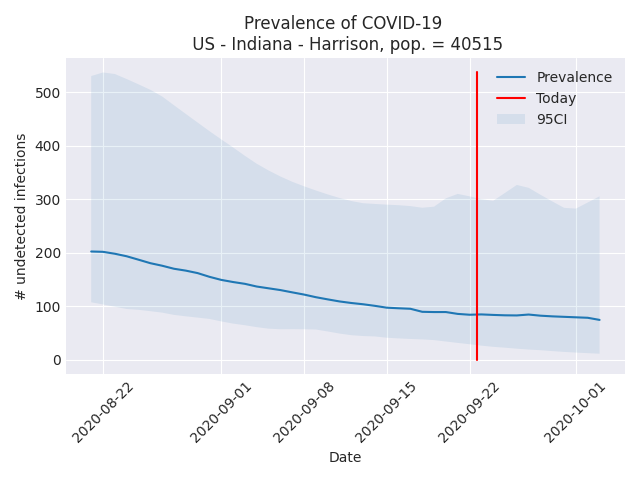 Prevalence of COVID-19
US - Indiana - Harrison, pop. = 40515
Prevalence
Today
95CI
# undetected infections
500
400
300
200
100
0
2020-08-22
2020-09-01
2020-09-08
2020-09-15
2020-09-22
2020-10-01
Date